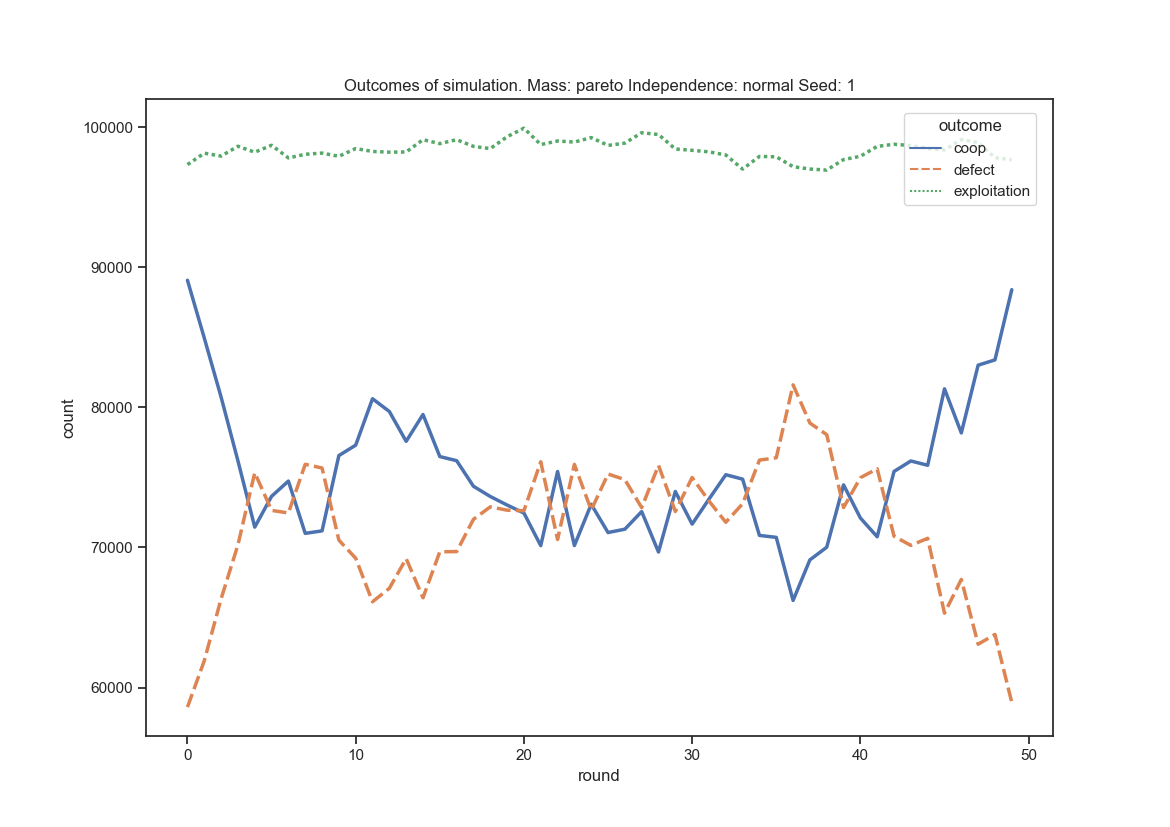 Outcomes of simulation. Mass: pareto Independence: normal Seed: 1
100000
90000
80000
70000
60000
count
outcome
coop
defect
exploitation
0 10 20 30 40 50
round